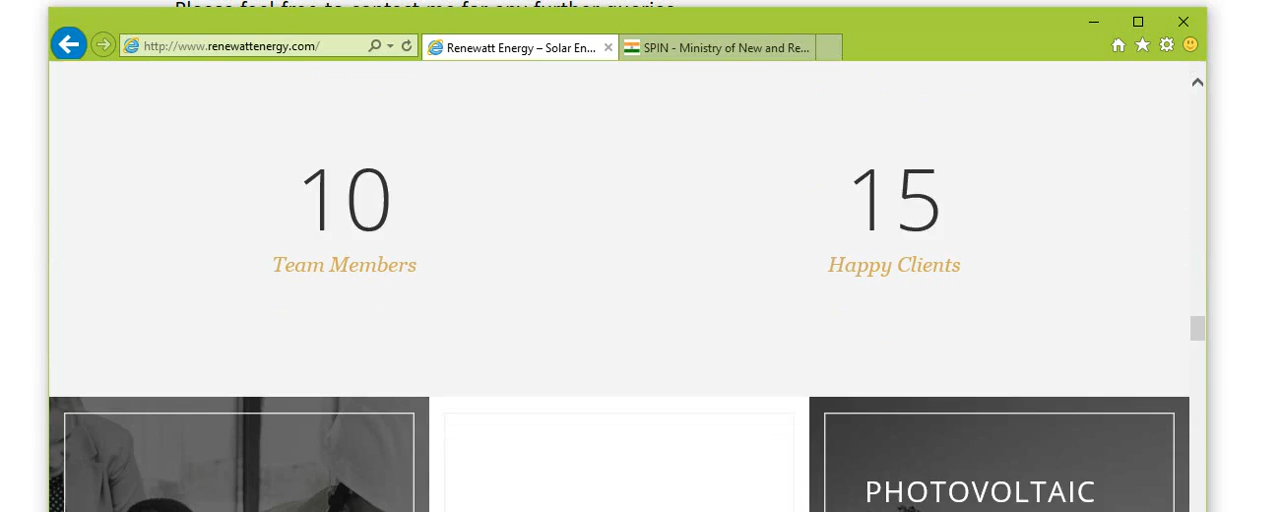 Please feel free to contact me for any further queries
http://www.renewattenergy.com/
Renewatt Energy – Solar En...
SPIN - Ministry of New and Re...
10
15
Team Members
Happy Clients
PHOTOVOLTAIC